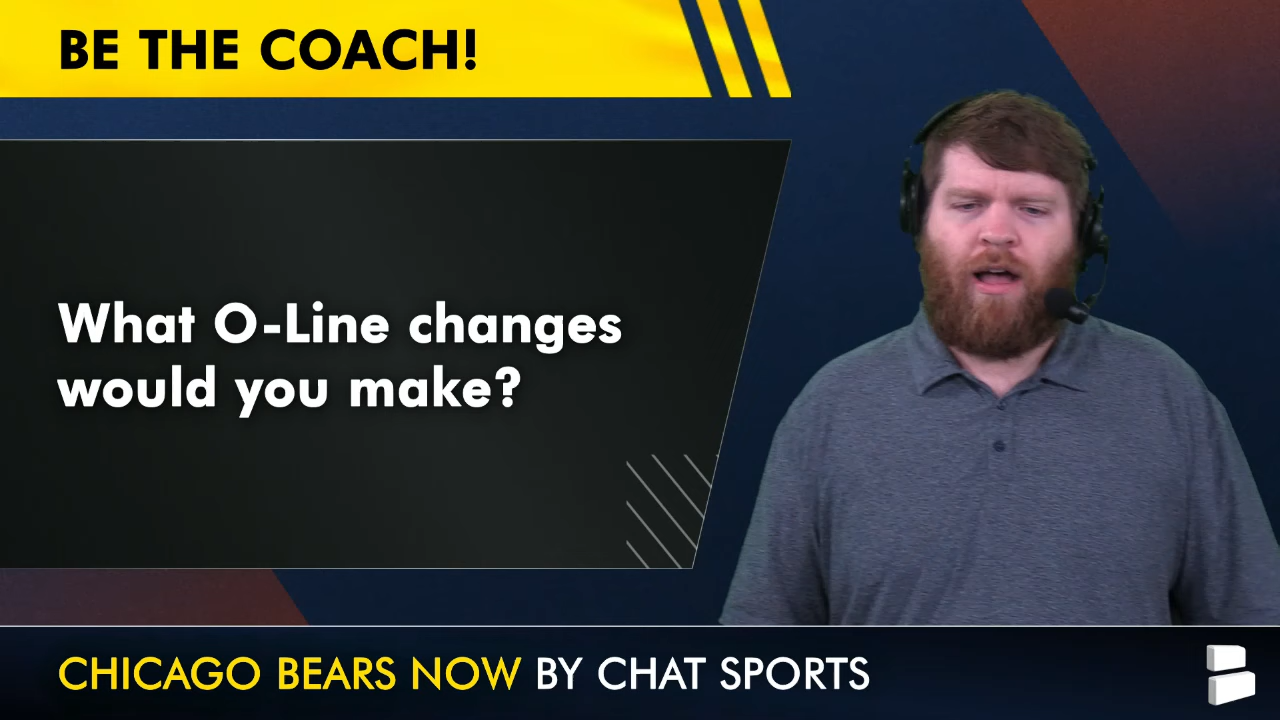 BE THE COACH!
What O-Line changes
would you make?
CHICAGO BEARS NOW BY CHAT SPORTS